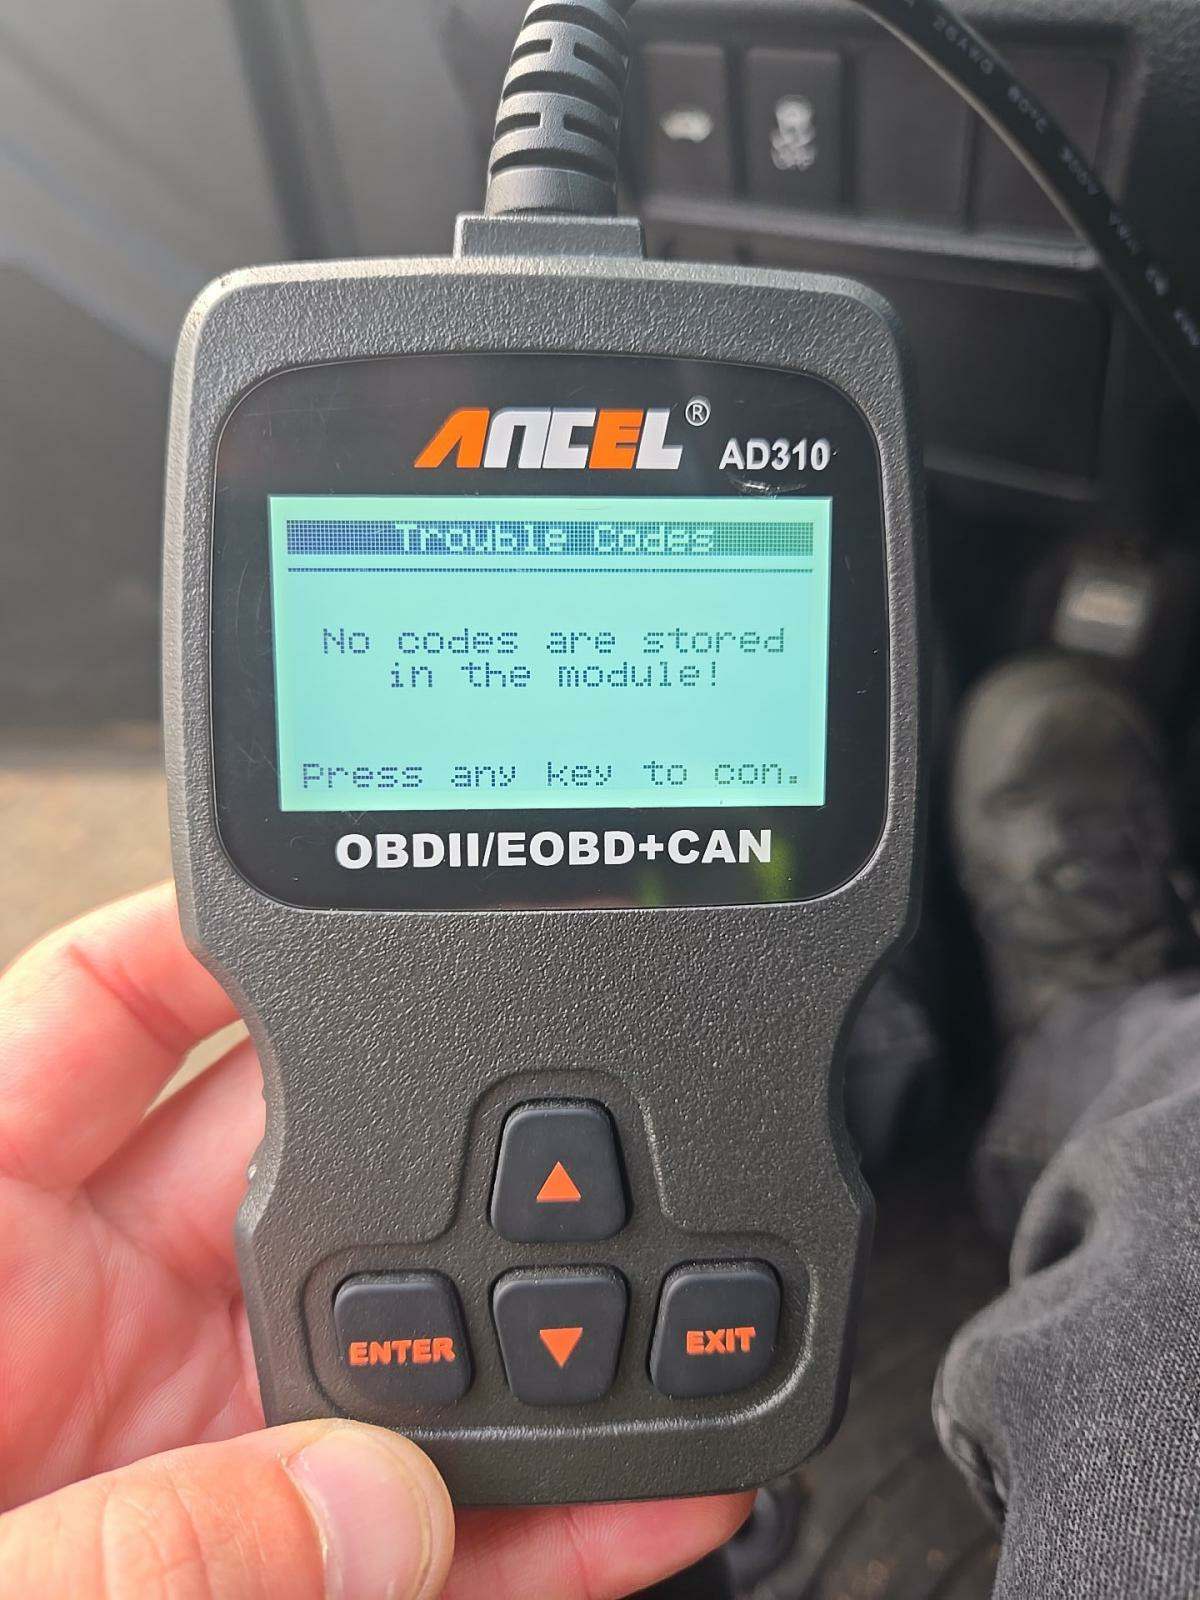 ANCEL®
AD310
Trouble Codes
No codes are stored
in the module!
Press any key to con.
OBDII/EOBD+CAN
ENTER
EXIT